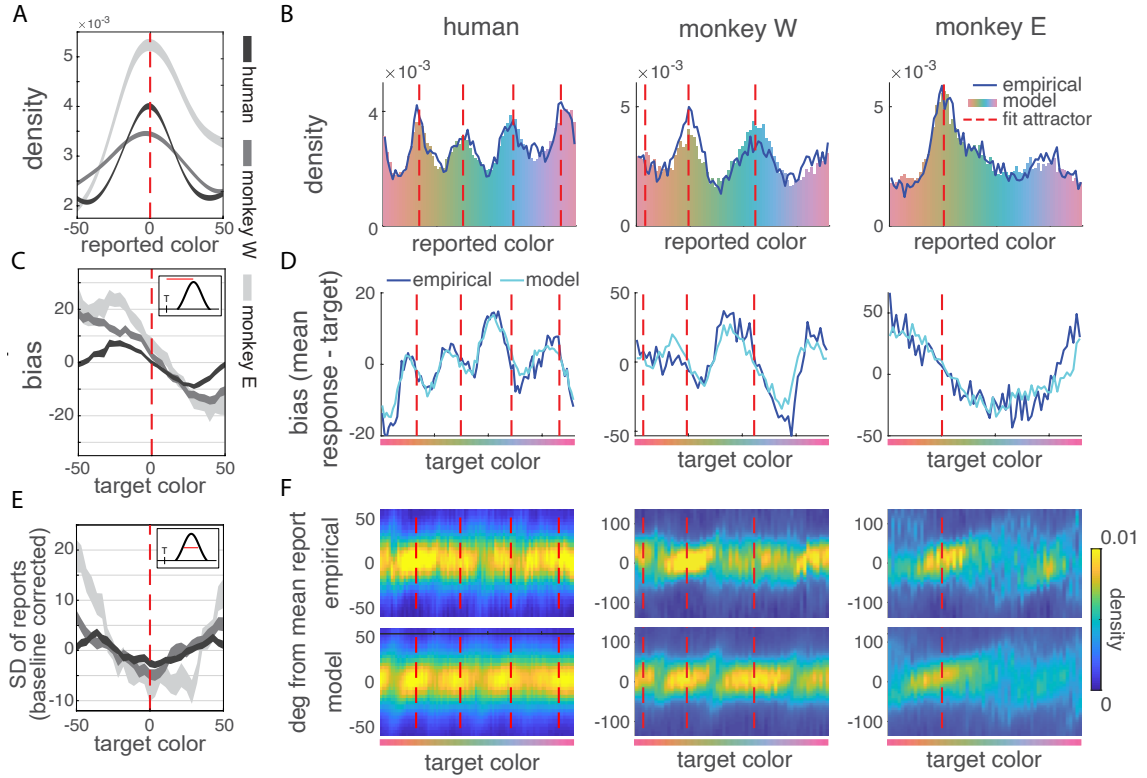 A
×10⁻³
5
4
3
2
density
-50
0
50
reported color
human
monkey W
monkey E
B
human
monkey W
monkey E
×10⁻³
4
0
density
reported color
×10⁻³
5
0
reported color
×10⁻³
5
0
reported color
empirical
model
fit attractor
C
20
0
-20
bias
-50
0
50
target color
T
D
empirical
model
20
0
-20
bias (mean
response - target)
target color
50
0
-50
target color
50
0
-50
target color
E
20
10
0
-10
SD of reports
(baseline corrected)
-50
0
50
target color
T
F
deg from mean report
empirical
model
50
0
-50
100
0
-100
100
0
-100
50
0
-50
100
0
-100
100
0
-100
target color
target color
target color
0.01
density
0